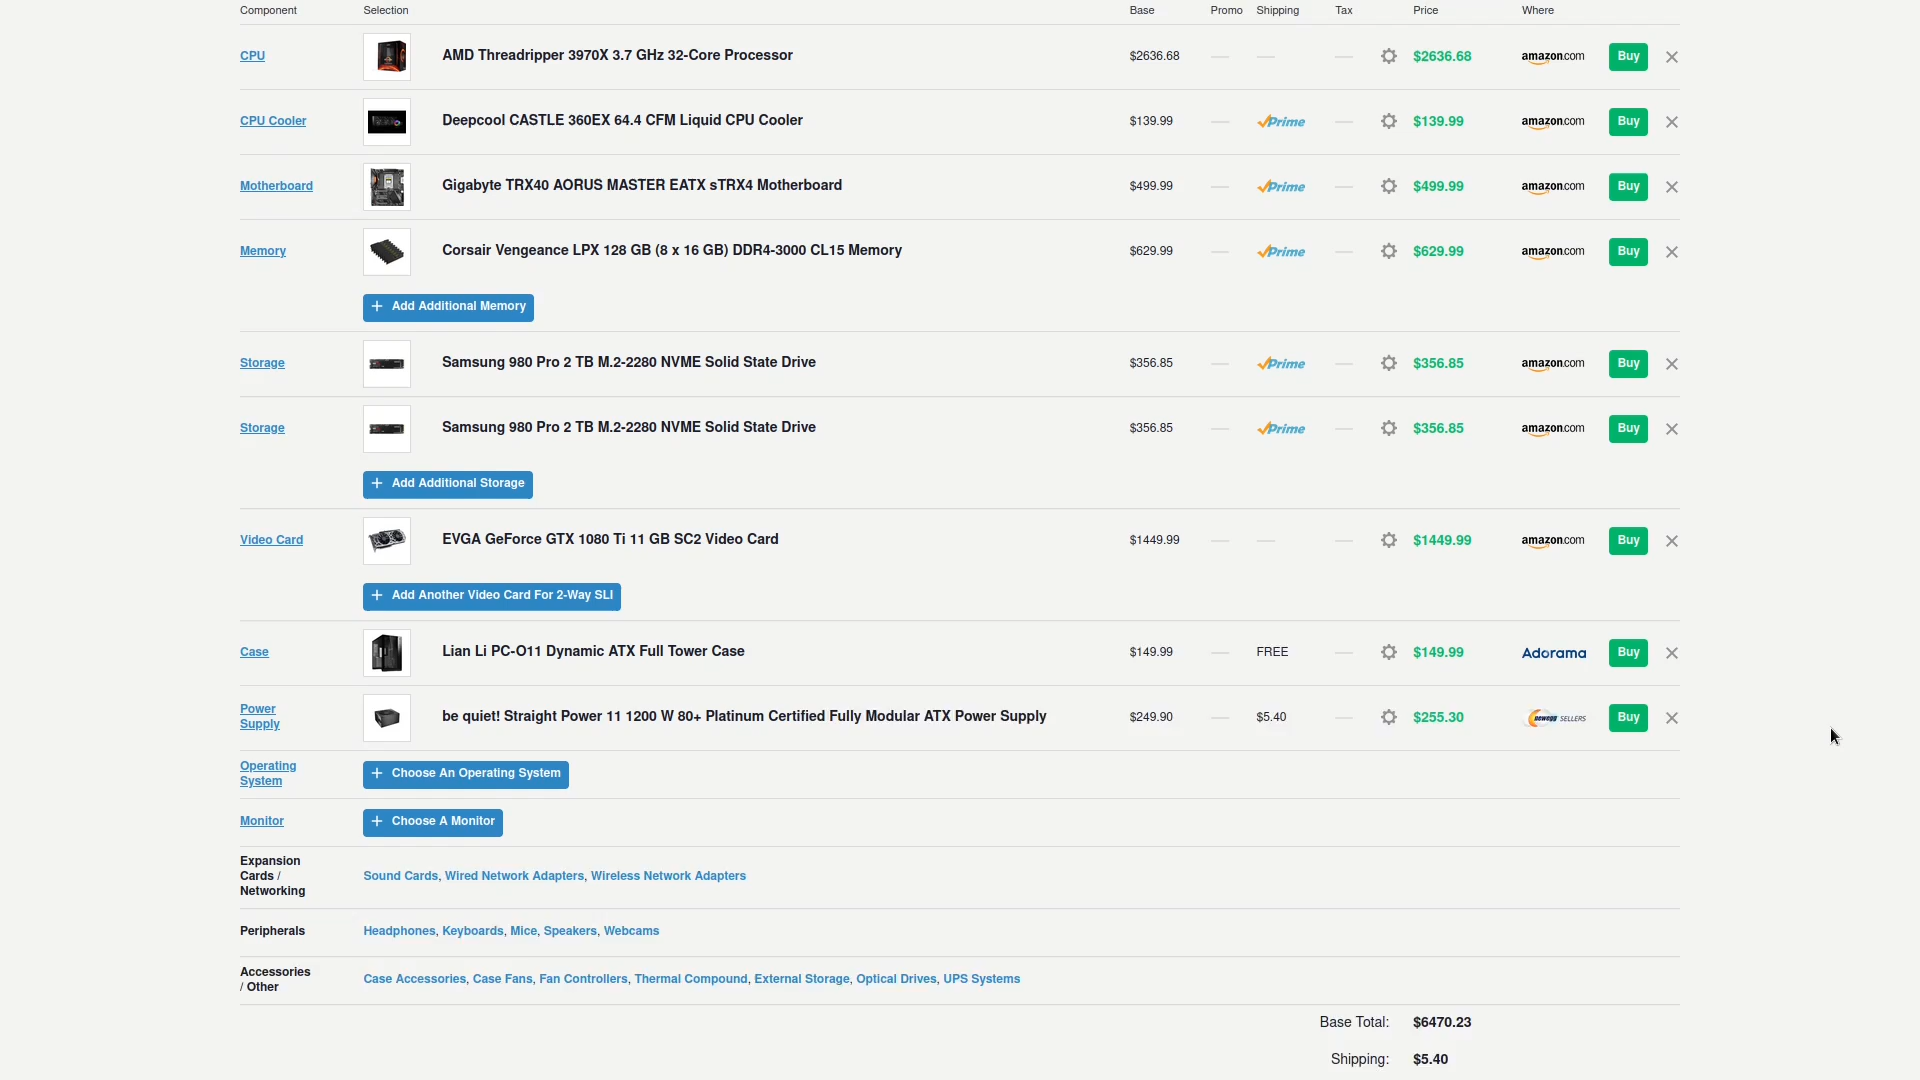 Component Selection Base Promo Shipping Tax Price Where
CPU AMD Threadripper 3970X 3.7 GHz 32-Core Processor $2636.68 — — — $2636.68 amazon.com Buy
CPU Cooler Deepcool CASTLE 360EX 64.4 CFM Liquid CPU Cooler $139.99 — Prime — $139.99 amazon.com Buy
Motherboard Gigabyte TRX40 AORUS MASTER EATX sTRX4 Motherboard $499.99 — Prime — $499.99 amazon.com Buy
Memory Corsair Vengeance LPX 128 GB (8 x 16 GB) DDR4-3000 CL15 Memory $629.99 — Prime — $629.99 amazon.com Buy
+ Add Additional Memory
Storage Samsung 980 Pro 2 TB M.2-2280 NVME Solid State Drive $356.85 — Prime — $356.85 amazon.com Buy
Storage Samsung 980 Pro 2 TB M.2-2280 NVME Solid State Drive $356.85 — Prime — $356.85 amazon.com Buy
+ Add Additional Storage
Video Card EVGA GeForce GTX 1080 Ti 11 GB SC2 Video Card $1449.99 — — — $1449.99 amazon.com Buy
+ Add Another Video Card For 2-Way SLI
Case Lian Li PC-O11 Dynamic ATX Full Tower Case $149.99 — FREE — $149.99 Adorama Buy
Power
Supply be quiet! Straight Power 11 1200 W 80+ Platinum Certified Fully Modular ATX Power Supply $249.90 — $5.40 — $255.30 newegg SELLERS Buy
Operating
System + Choose An Operating System
Monitor + Choose A Monitor
Expansion
Cards /
Networking Sound Cards, Wired Network Adapters, Wireless Network Adapters
Peripherals Headphones, Keyboards, Mice, Speakers, Webcams
Accessories
/ Other Case Accessories, Case Fans, Fan Controllers, Thermal Compound, External Storage, Optical Drives, UPS Systems
Base Total: $6470.23
Shipping: $5.40